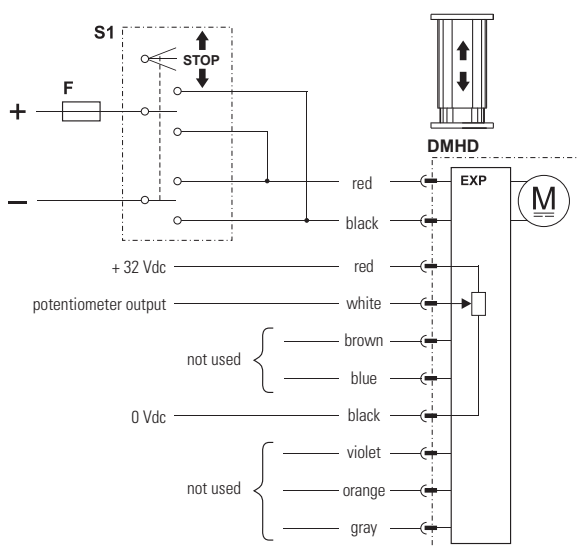 S1
STOP
F
+
DMHD
EXP
red
M
−
black
+ 32 Vdc red
potentiometer output white
brown
not used
blue
0 Vdc black
violet
not used orange
gray